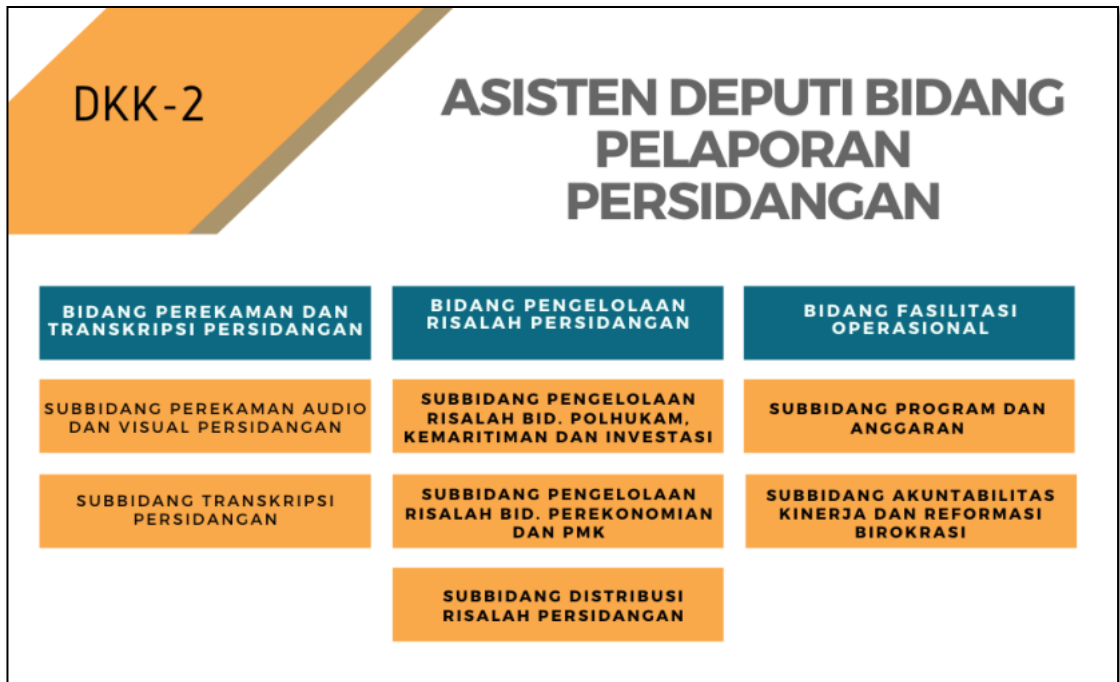 DKK-2
ASISTEN DEPUTI BIDANG
PELAPORAN
PERSIDANGAN
BIDANG PEREKAMAN DAN
TRANSKRIPSI PERSIDANGAN
SUBBIDANG PEREKAMAN AUDIO
DAN VISUAL PERSIDANGAN
SUBBIDANG TRANSKRIPSI
PERSIDANGAN
BIDANG PENGELOLAAN
RISALAH PERSIDANGAN
SUBBIDANG PENGELOLAAN
RISALAH BID. POLHUKAM,
KEMARITIMAN DAN INVESTASI
SUBBIDANG PENGELOLAAN
RISALAH BID. PEREKONOMIAN
DAN PMK
SUBBIDANG DISTRIBUSI
RISALAH PERSIDANGAN
BIDANG FASILITASI
OPERASIONAL
SUBBIDANG PROGRAM DAN
ANGGARAN
SUBBIDANG AKUNTABILITAS
KINERJA DAN REFORMASI
BIROKRASI